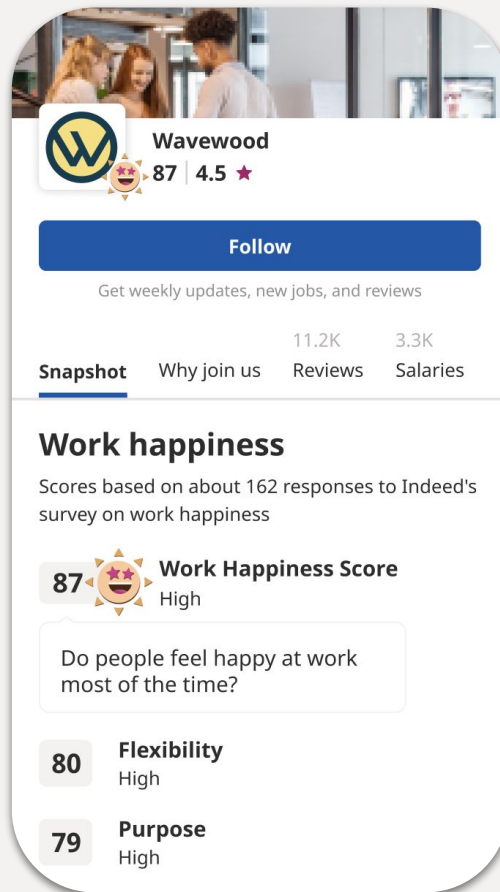 W
Wavewood
87 4.5
Follow
Get weekly updates, new jobs, and reviews
11.2K 3.3K
Snapshot Why join us Reviews Salaries
Work happiness
Scores based on about 162 responses to Indeed's
survey on work happiness
87 Work Happiness Score
High
Do people feel happy at work
most of the time?
80 Flexibility
High
79 Purpose
High